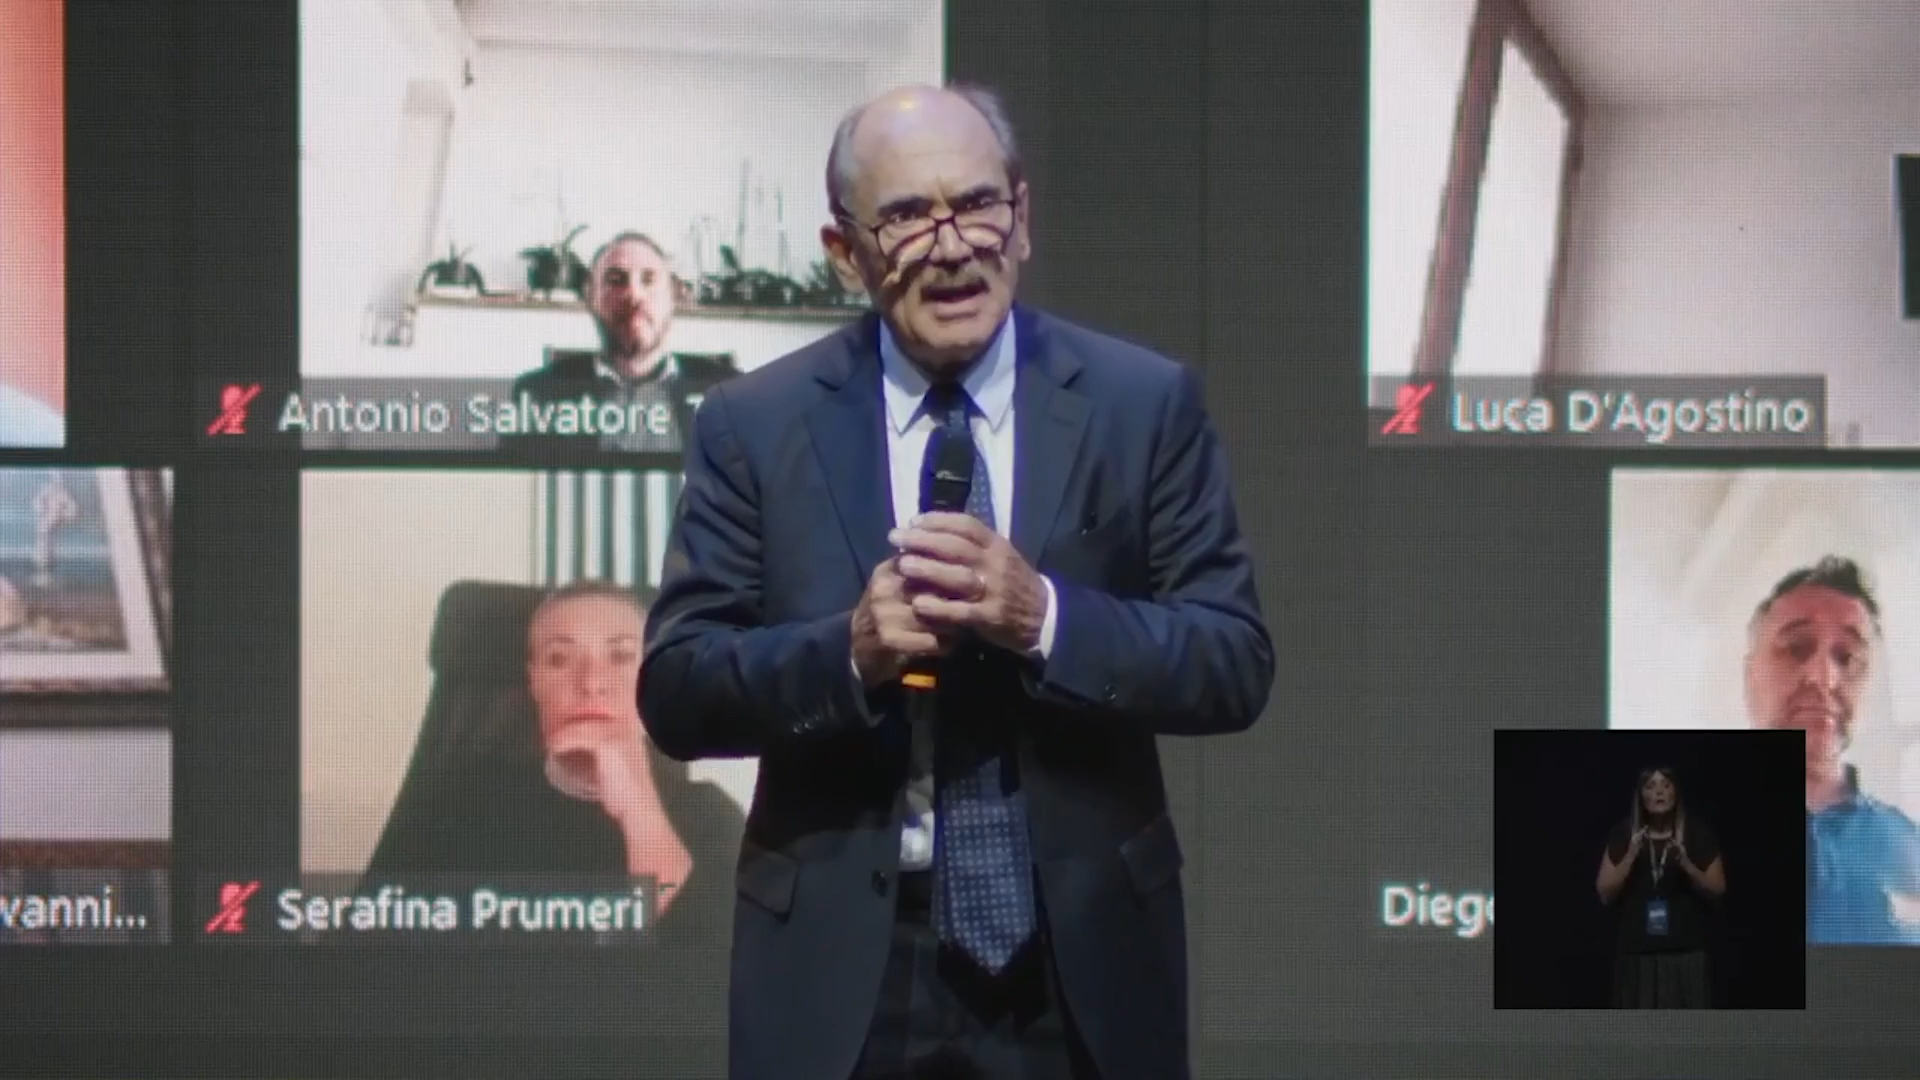 Antonio Salvatore
Luca D'Agostino
vanni...
Serafina Prumeri
Dieg